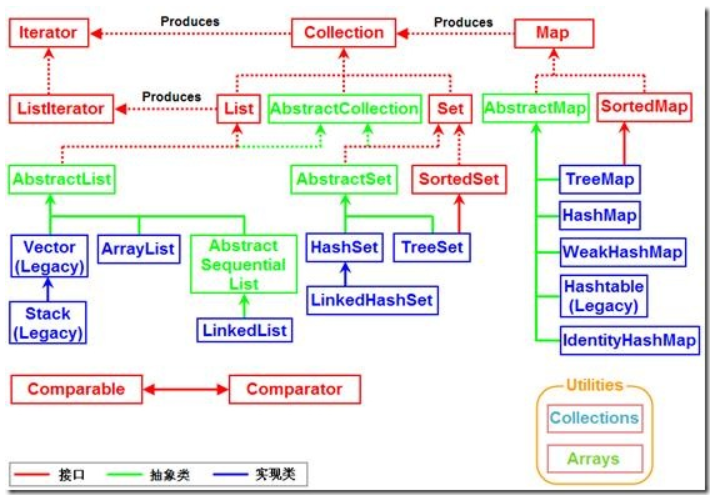 Produces
Produces
Iterator
Collection
Map
Produces
ListIterator
List
AbstractCollection
Set
AbstractMap
SortedMap
AbstractList
AbstractSet
SortedSet
TreeMap
HashMap
Vector
(Legacy)
ArrayList
Abstract
Sequential
List
HashSet
TreeSet
WeakHashMap
Stack
(Legacy)
LinkedList
LinkedHashSet
Hashtable
(Legacy)
IdentityHashMap
Comparable
Comparator
Utilities
Collections
Arrays
接口
抽象类
实现类